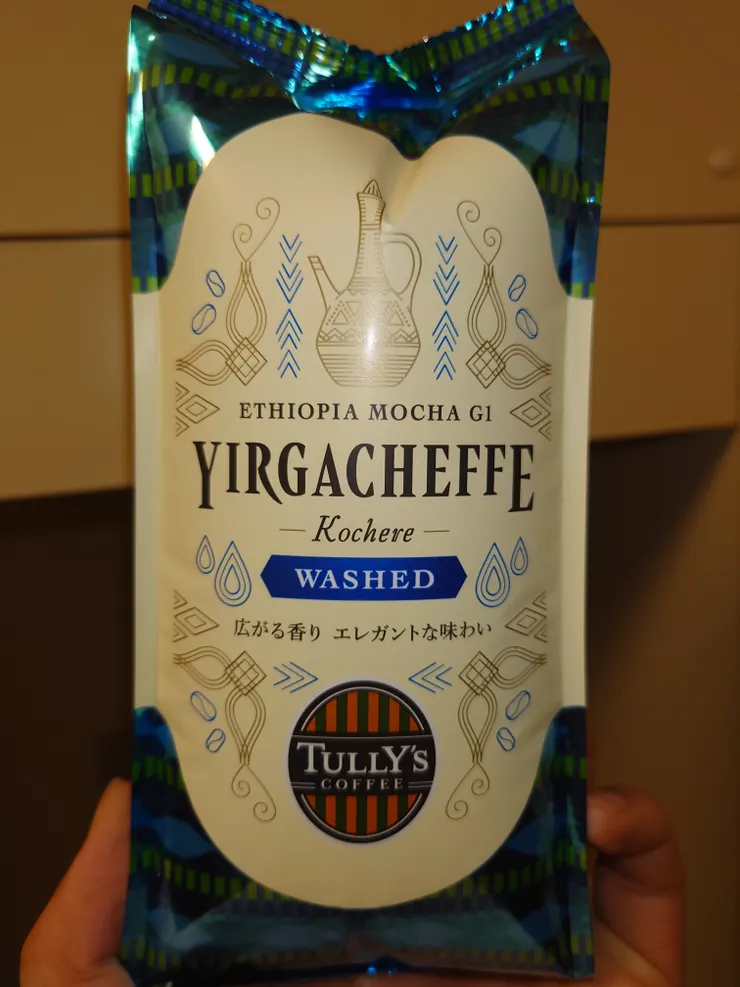 ETHIOPIA MOCHA G1
YIRGACHEFFE
Kochere
WASHED
広がる香り エレガントな味わい
TULLY'S
COFFEE